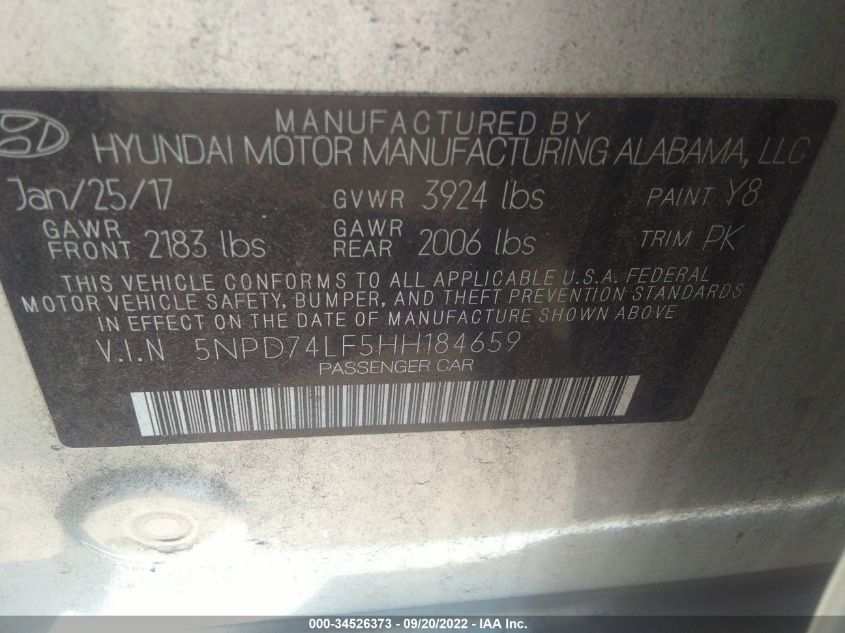 MANUFACTURED BY
HYUNDAI MOTOR MANUFACTURING ALABAMA, LLC
Jan/25/17 GVWR 3924 lbs PAINT Y8
GAWR FRONT 2183 lbs GAWR REAR 2006 lbs TRIM PK
THIS VEHICLE CONFORMS TO ALL APPLICABLE U.S.A. FEDERAL
MOTOR VEHICLE SAFETY, BUMPER, AND THEFT PREVENTION STANDARDS
IN EFFECT ON THE DATE OF MANUFACTURE SHOWN ABOVE.
V.I.N 5NPD74LF5HH184659
PASSENGER CAR
000-34526373 - 09/20/2022 - IAA Inc.